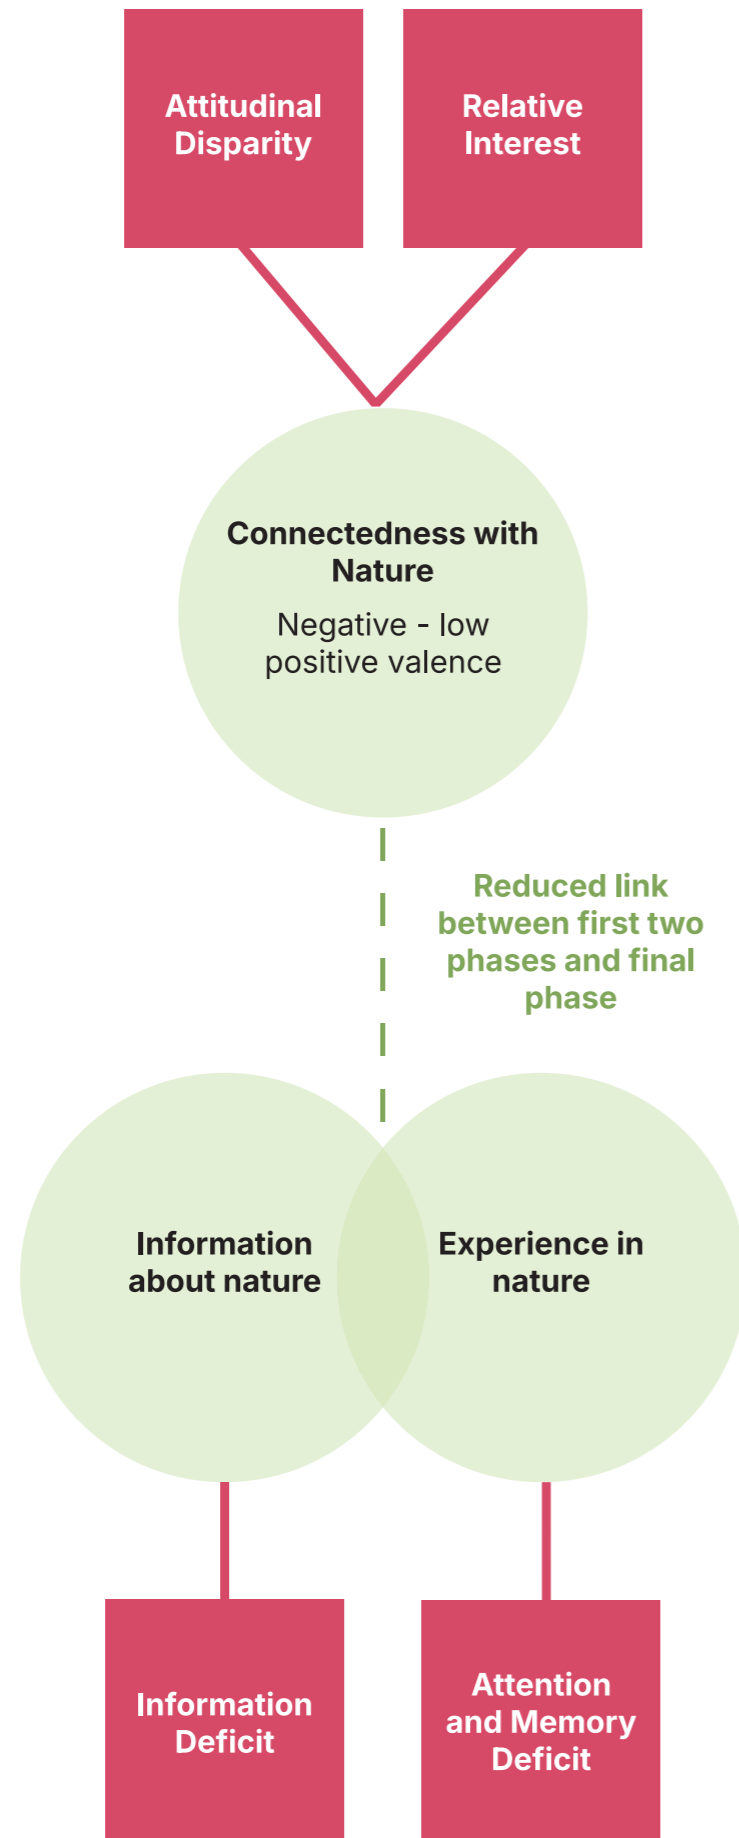 Attitudinal
Disparity
Relative
Interest
Connectedness with
Nature
Negative - low
positive valence
Reduced link
between first two
phases and final
phase
Information
about nature
Experience in
nature
Information
Deficit
Attention
and Memory
Deficit